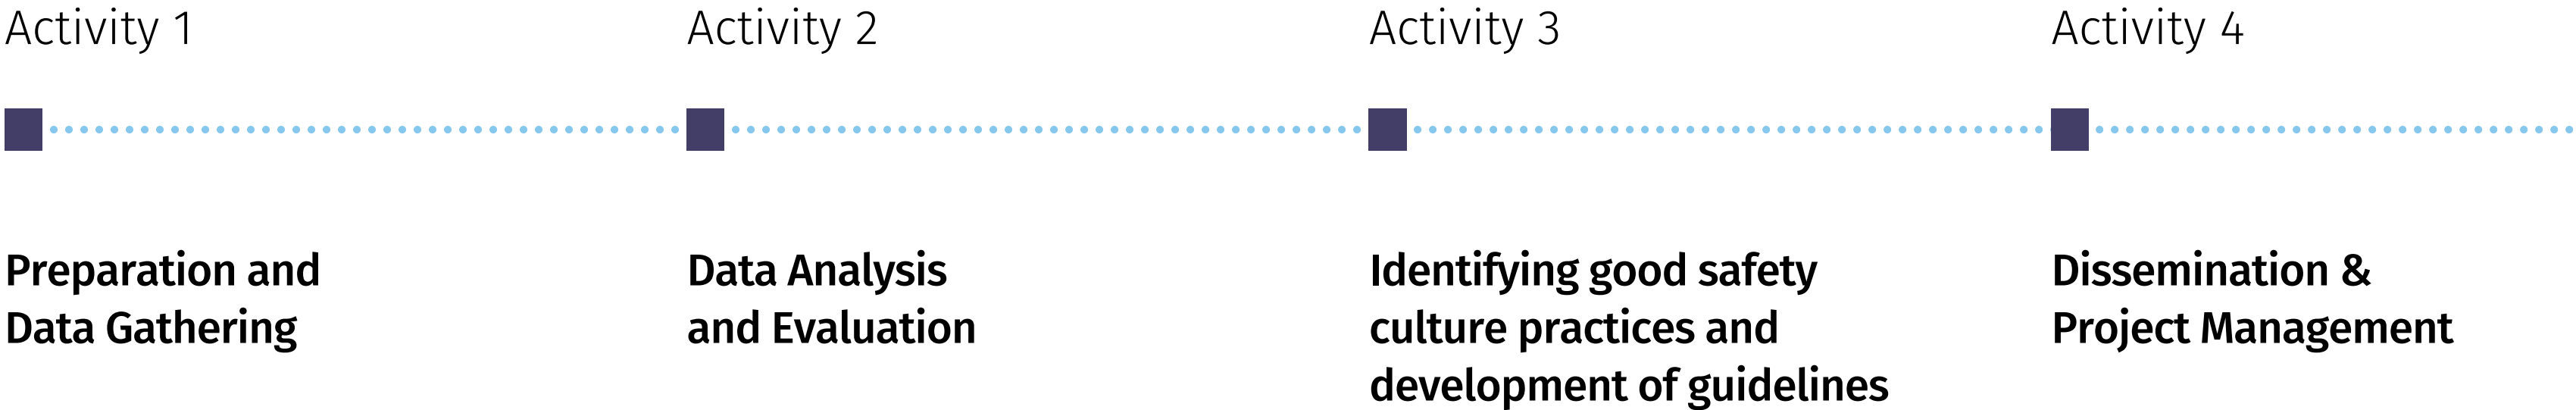 Activity 1
Preparation and
Data Gathering
Activity 2
Data Analysis
and Evaluation
Activity 3
Identifying good safety
culture practices and
development of guidelines
Activity 4
Dissemination &
Project Management